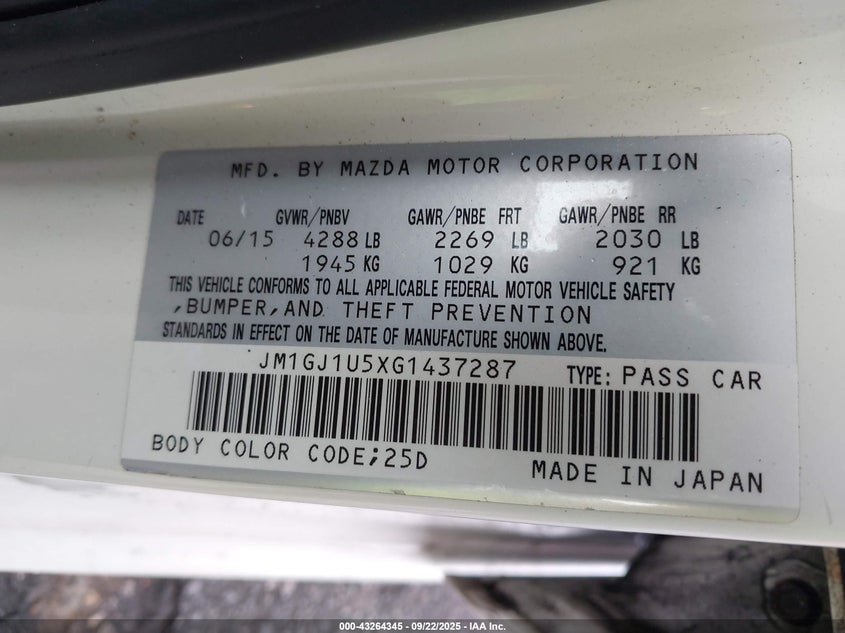 MFD. BY MAZDA MOTOR CORPORATION
DATE GVWR/PNBV GAWR/PNBE FRT GAWR/PNBE RR
06/15 4288 LB 2269 LB 2030 LB
1945 KG 1029 KG 921 KG
THIS VEHICLE CONFORMS TO ALL APPLICABLE FEDERAL MOTOR VEHICLE SAFETY
,BUMPER,AND THEFT PREVENTION
STANDARDS IN EFFECT ON THE DATE OF MANUFACTURE SHOWN ABOVE.
JM1GJ1U5XG1437287 TYPE: PASS CAR
BODY COLOR CODE;25D
MADE IN JAPAN
000-43264345 - 09/22/2025 - IAA Inc.